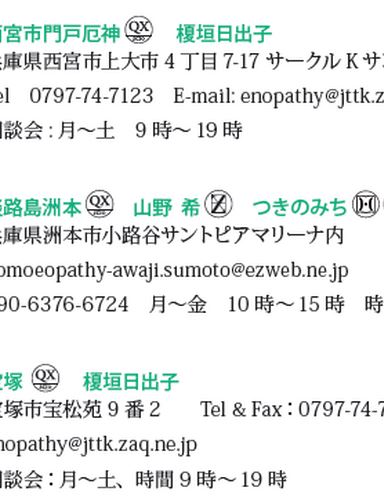 西宮市門戸厄神 QX 榎垣日出子
兵庫県西宮市上大市 4 丁目 7-17 サークル K サ
el 0797-74-7123 E-mail: enopathy@jttk.z
相談会 : 月〜土 9 時〜 19 時
淡路島洲本 QX 山野 希 つきのみち
兵庫県洲本市小路谷サントピアマリーナ内
omoeopathy-awaji.sumoto@ezweb.ne.jp
90-6376-6724 月〜金 10 時〜 15 時 時
宝塚 QX 榎垣日出子
宝塚市宝松苑 9 番 2 Tel & Fax : 0797-74-7
nopathy@jttk.zaq.ne.jp
相談会 : 月〜土、時間 9 時〜 19 時